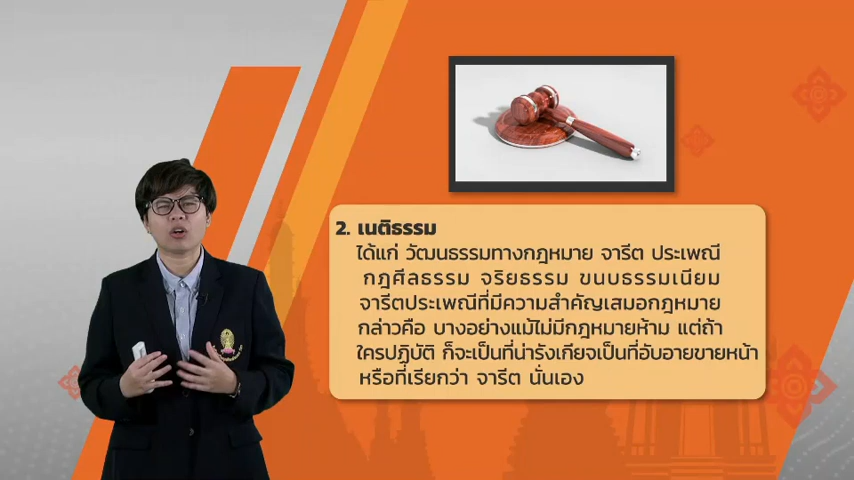 2. เนติธรรม
ได้แก่ วัฒนธรรมทางกฎหมาย จารีต ประเพณี
กฎศีลธรรม จริยธรรม ขนบธรรมเนียม
จารีตประเพณีที่มีความสำคัญเสมอกฎหมาย
กล่าวคือ บางอย่างแม้ไม่มีกฎหมายห้าม แต่ถ้า
ใครปฏิบัติ ก็จะเป็นที่น่ารังเกียจเป็นที่อับอายขายหน้า
หรือที่เรียกว่า จารีต นั่นเอง